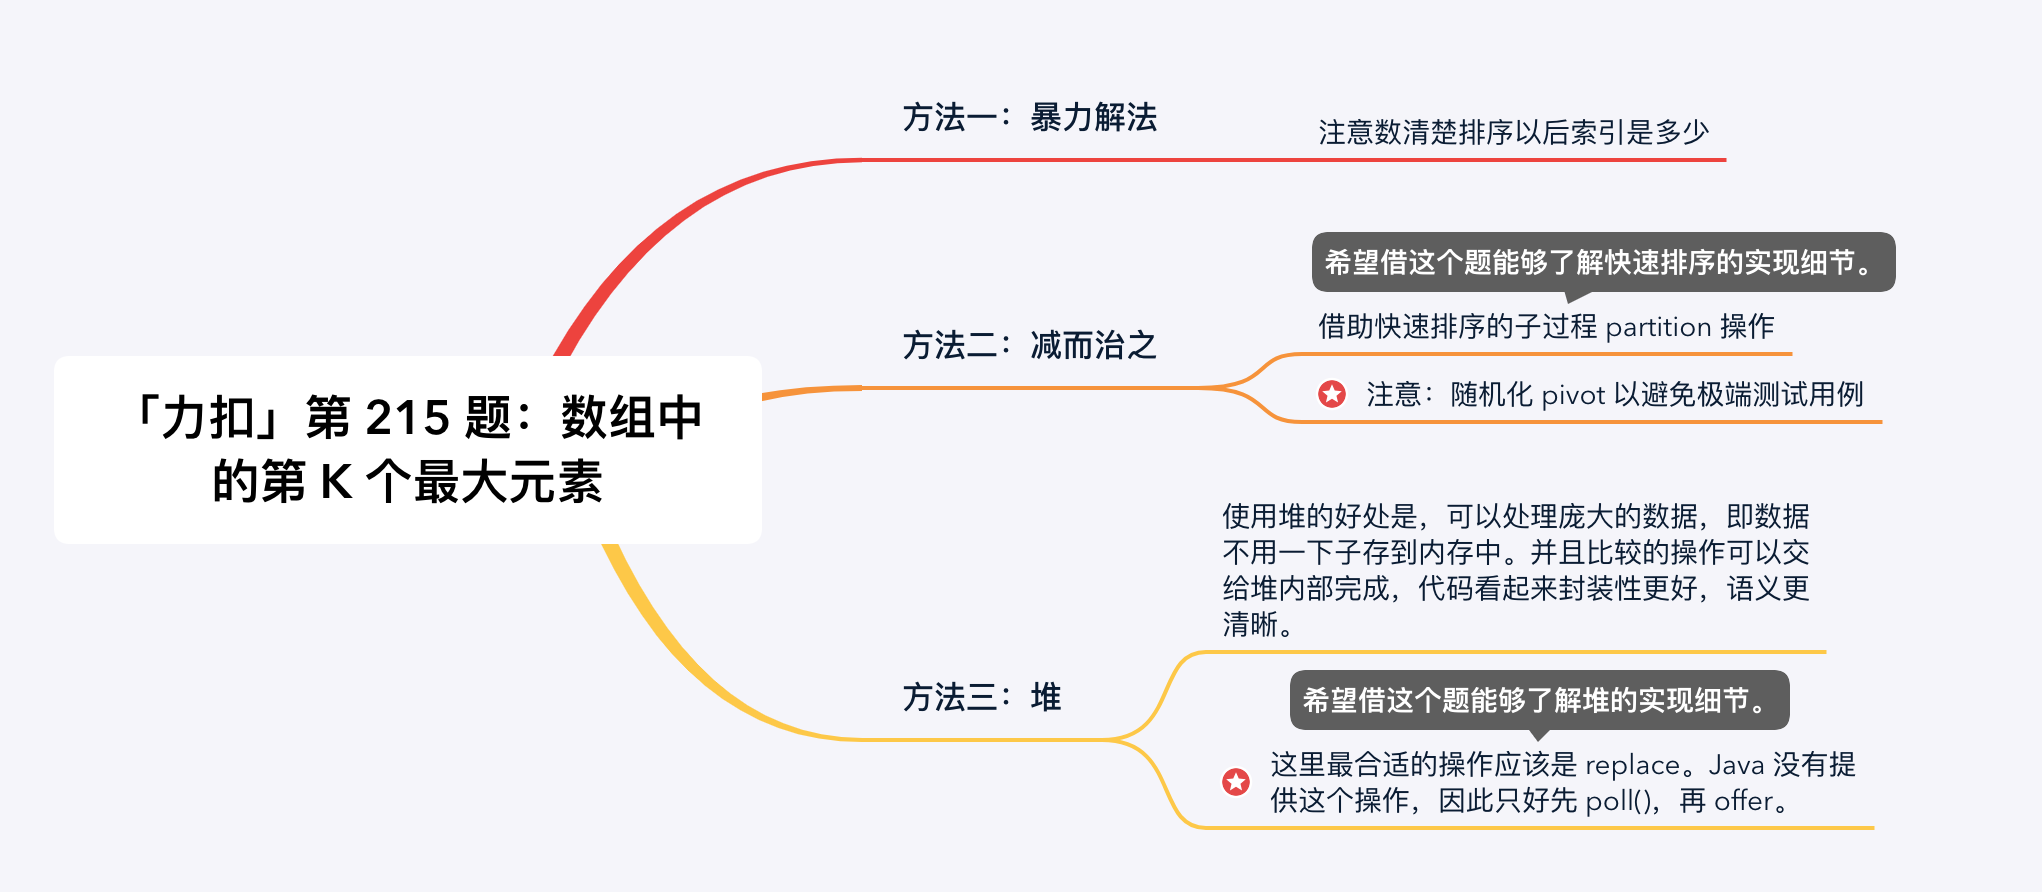 「力扣」第 215 题：数组中
的第 K 个最大元素
方法一：暴力解法
注意数清楚排序以后索引是多少
方法二：减而治之
希望借这个题能够了解快速排序的实现细节。
借助快速排序的子过程 partition 操作
注意：随机化 pivot 以避免极端测试用例
方法三：堆
使用堆的好处是，可以处理庞大的数据，即数据
不用一下子存到内存中。并且比较的操作可以交
给堆内部完成，代码看起来封装性更好，语义更
清晰。
希望借这个题能够了解堆的实现细节。
这里最合适的操作应该是 replace。Java 没有提
供这个操作，因此只好先 poll()，再 offer。